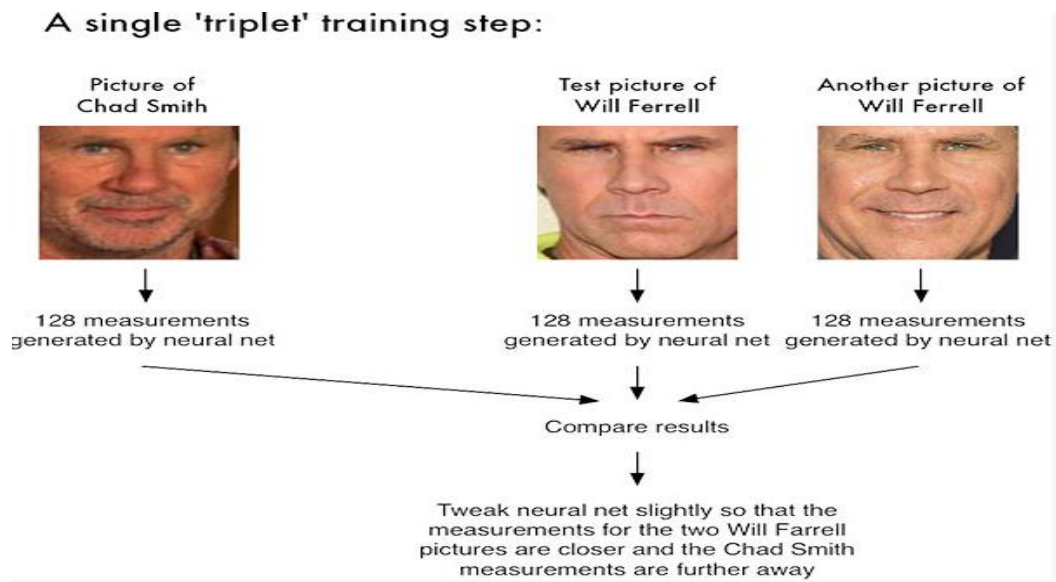 A single 'triplet' training step:
Picture of
Chad Smith
Test picture of
Will Ferrell
Another picture of
Will Ferrell
128 measurements
generated by neural net
128 measurements
generated by neural net
128 measurements
generated by neural net
Compare results
Tweak neural net slightly so that the
measurements for the two Will Farrell
pictures are closer and the Chad Smith
measurements are further away